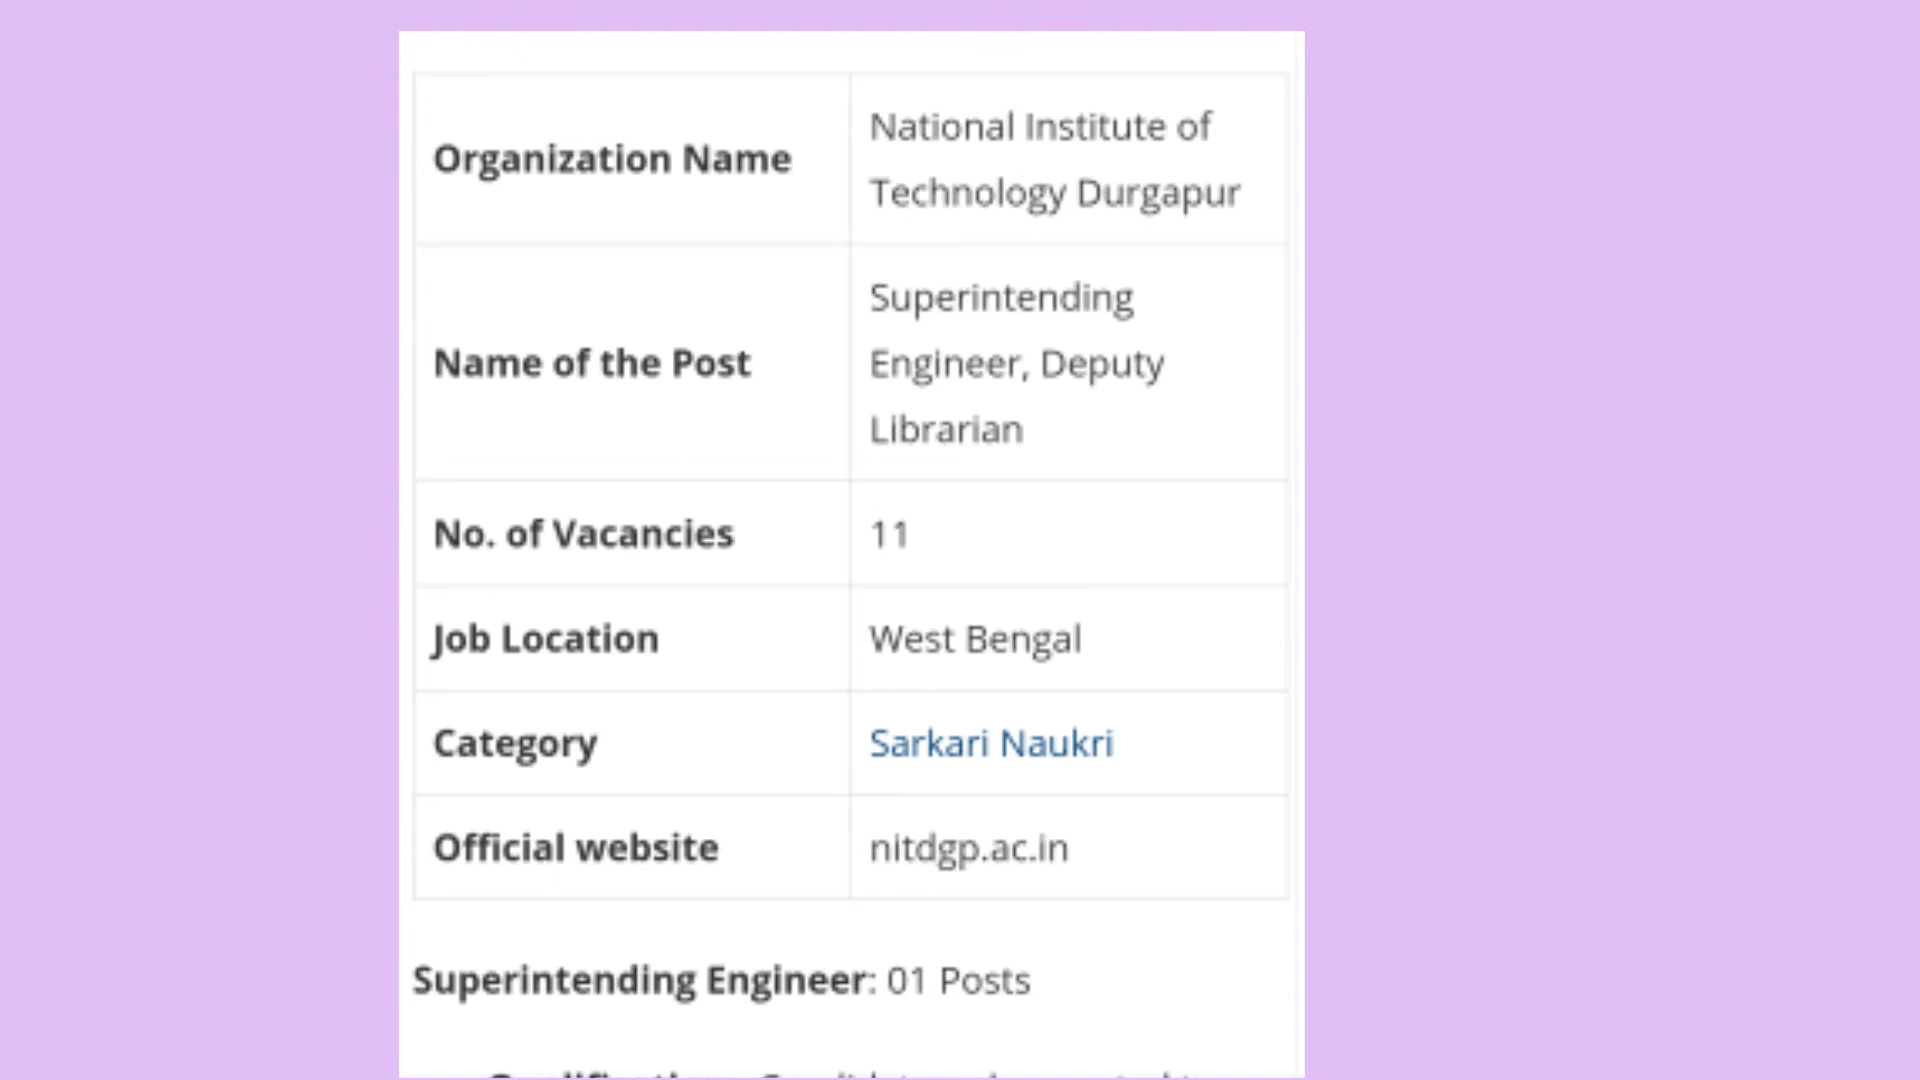 Organization Name
National Institute of
Technology Durgapur
Name of the Post
Superintending
Engineer, Deputy
Librarian
No. of Vacancies
11
Job Location
West Bengal
Category
Sarkari Naukri
Official website
nitdgp.ac.in
Superintending Engineer: 01 Posts